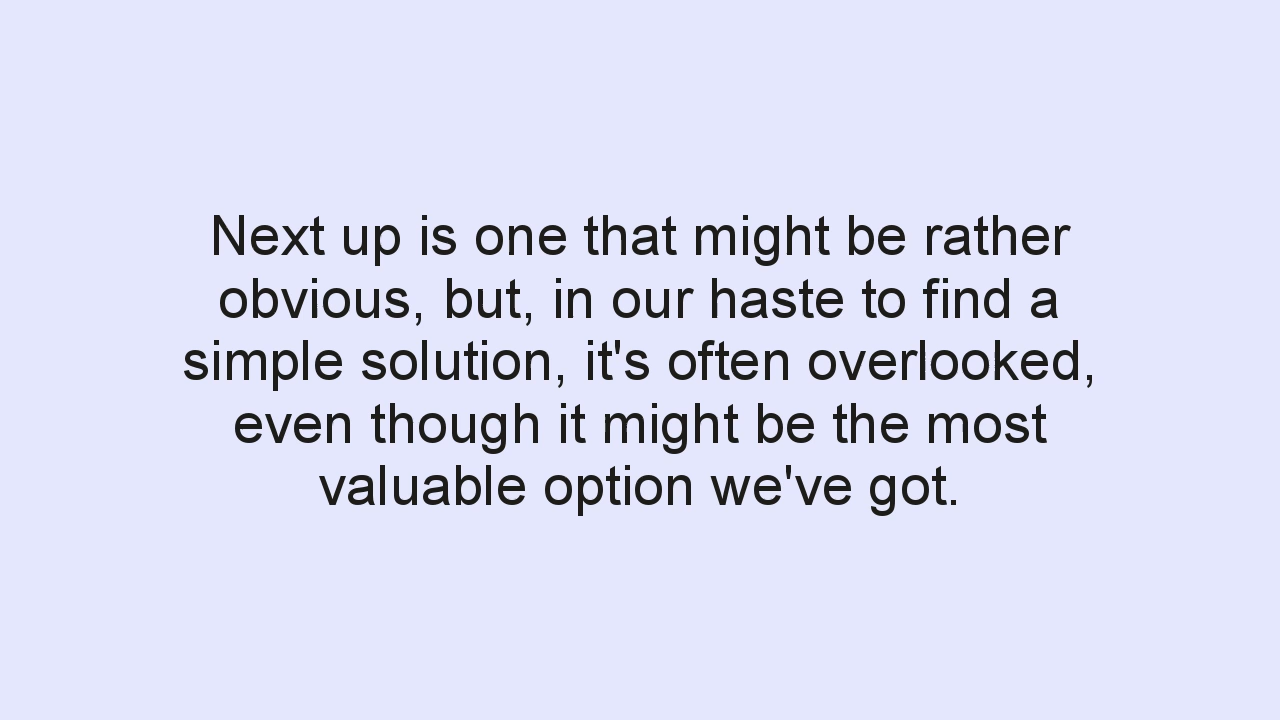 Next up is one that might be rather
obvious, but, in our haste to find a
simple solution, it's often overlooked,
even though it might be the most
valuable option we've got.